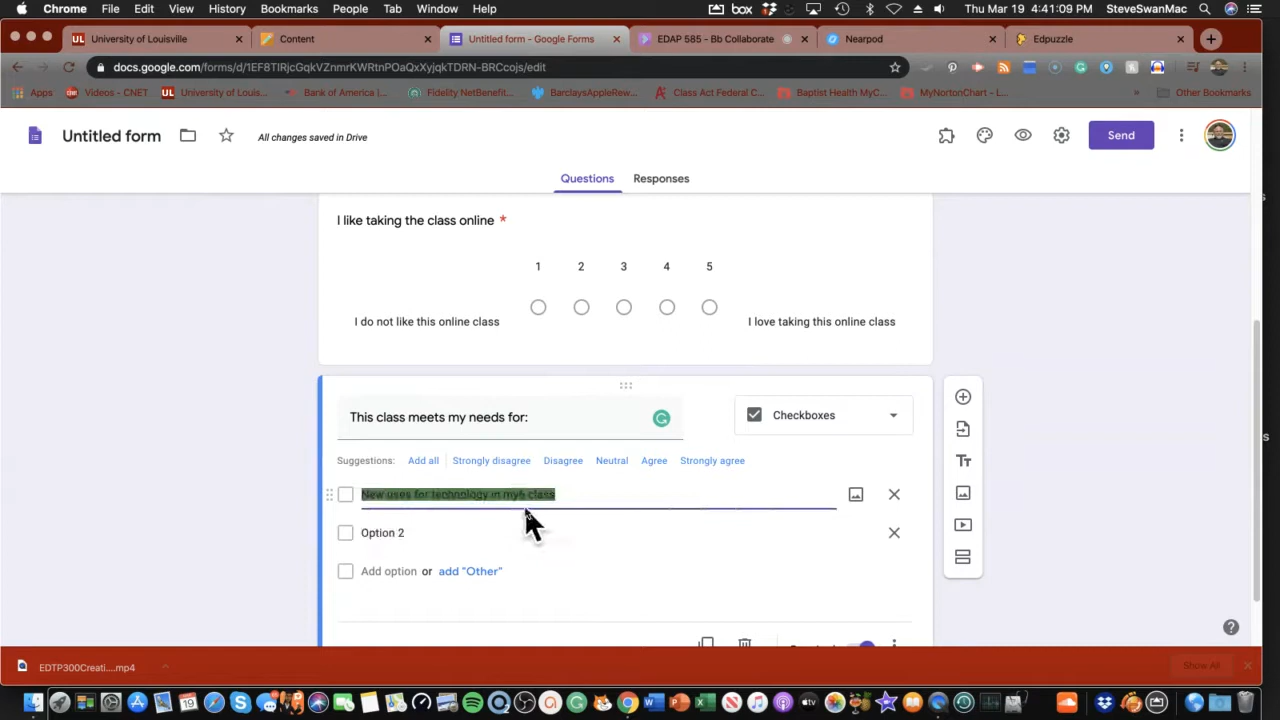 Chrome File Edit View History Bookmarks People Tab Window Help box Thu Mar 19 4:41:09 PM SteveSwanMac
University of Louisville Content Untitled form - Google Forms EDAP 585 - Bb Collaborate Nearpod Edpuzzle
docs.google.com/forms/d/1EF8TIRjcGqkVZnmrKWRtnPOaQxXyjqkTDRN-BRCcojs/edit
Apps Videos - CNET University of Louis... Bank of America |... Fidelity NetBenefit... BarclaysAppleRew... Class Act Federal C... Baptist Health MyC... MyNortonChart - L... » Other Bookmarks
Untitled form All changes saved in Drive Send
Questions Responses
I like taking the class online *
1 2 3 4 5
I do not like this online class I love taking this online class
This class meets my needs for: Checkboxes
Suggestions: Add all Strongly disagree Disagree Neutral Agree Strongly agree
New uses for technology in my class
Option 2
Add option or add "Other"
EDTP300Creati....mp4 Show All